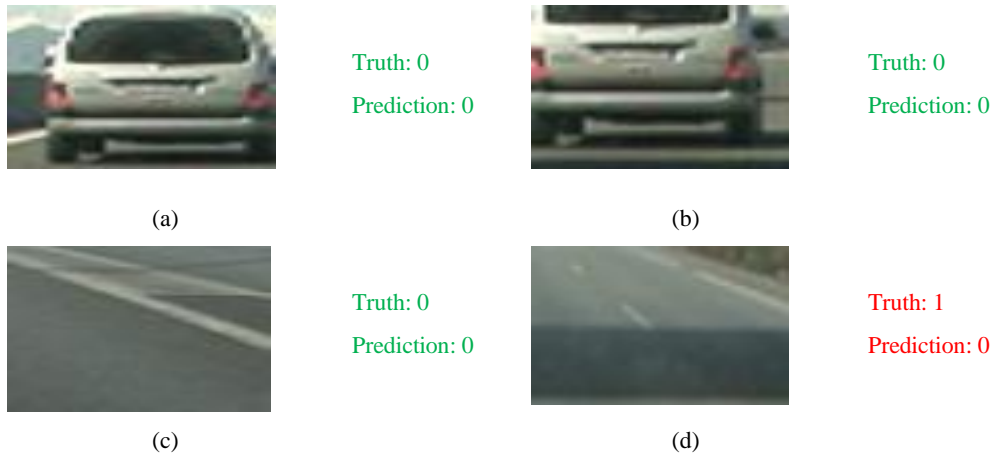 Truth: 0
Prediction: 0
Truth: 0
Prediction: 0
(a)
(b)
Truth: 0
Prediction: 0
Truth: 1
Prediction: 0
(c)
(d)